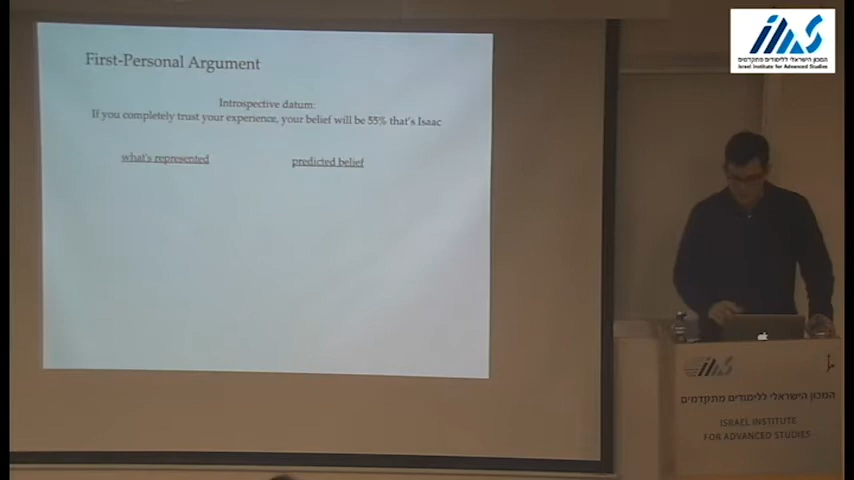 First-Personal Argument
Introspective datum:
If you completely trust your experience, your belief will be 55% that's Isaac
what's represented
predicted belief
המכון הישראלי ללימודים מתקדמים
Israel Institute for Advanced Studies
המכון הישראלי ללימודים מתקדמים
ISRAEL INSTITUTE
FOR ADVANCED STUDIES